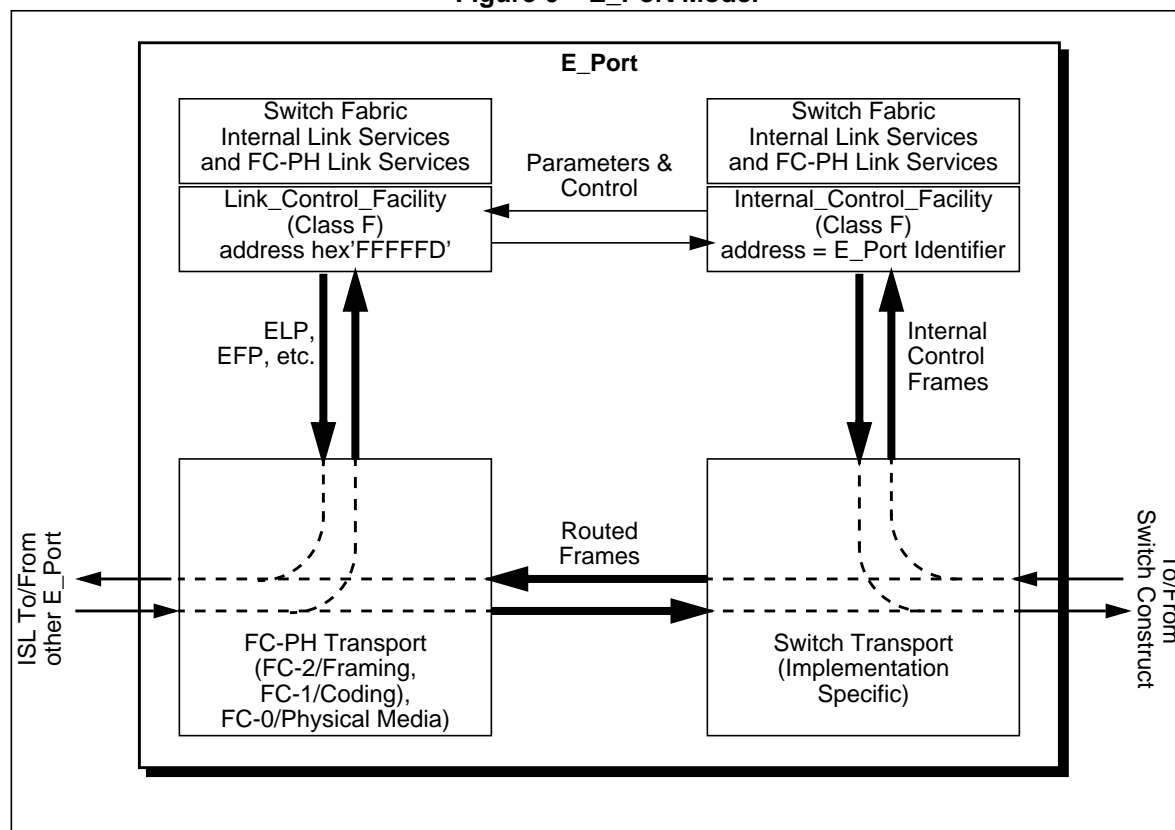 Figure – E_Port Model
E_Port
Switch Fabric
Internal Link Services
and FC-PH Link Services
Switch Fabric
Internal Link Services
and FC-PH Link Services
Parameters &
Control
Link_Control_Facility
(Class F)
address hex’FFFFFD’
Internal_Control_Facility
(Class F)
address = E_Port Identifier
ELP,
EFP, etc.
Internal
Control
Frames
Routed
Frames
ISL To/From
other E_Port
To/From
Switch Construct
FC-PH Transport
(FC-2/Framing,
FC-1/Coding),
FC-0/Physical Media)
Switch Transport
(Implementation
Specific)